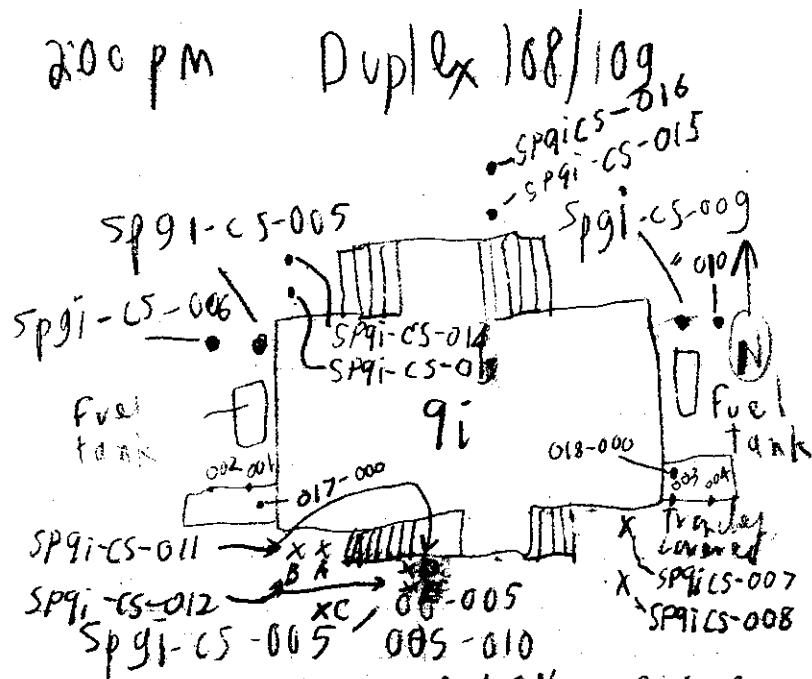 2:00 pm Duplex 108/109
SP9iCS-016
SP9i-CS-015
Sp9i-CS-005
Sp9i-CS-009
" 010
Sp9i-CS-006
SP9i-CS-014
SP9i-CS-013
N
9i
Fuel tank
Fuel tank
002 001
017-000
018-000
003 004
SP9i-CS-011
X X
B A
X
covered
SP9iCS-007
SP9i-CS-012
XC
00-005
X
SP9iCS-008
Sp9i-CS-005
005-010